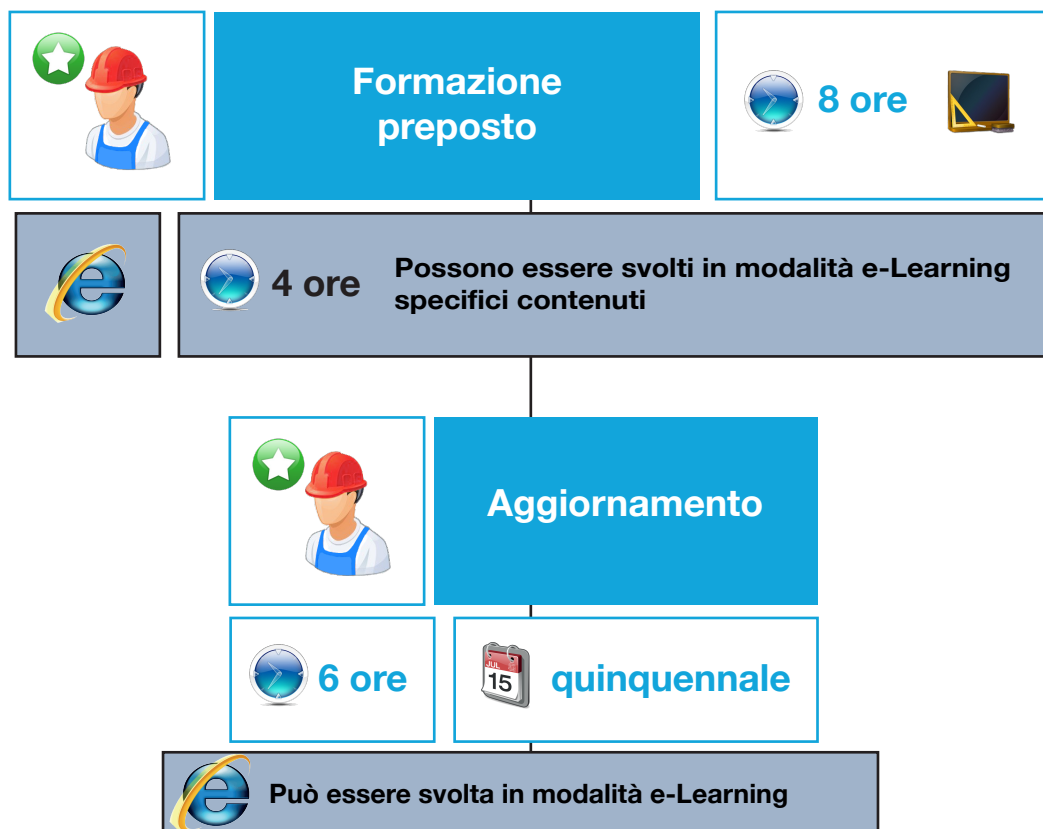 Formazione
preposto
8 ore
4 ore
Possono essere svolti in modalità e-Learning
specifici contenuti
Aggiornamento
6 ore
JUL
15
quinquennale
Può essere svolta in modalità e-Learning